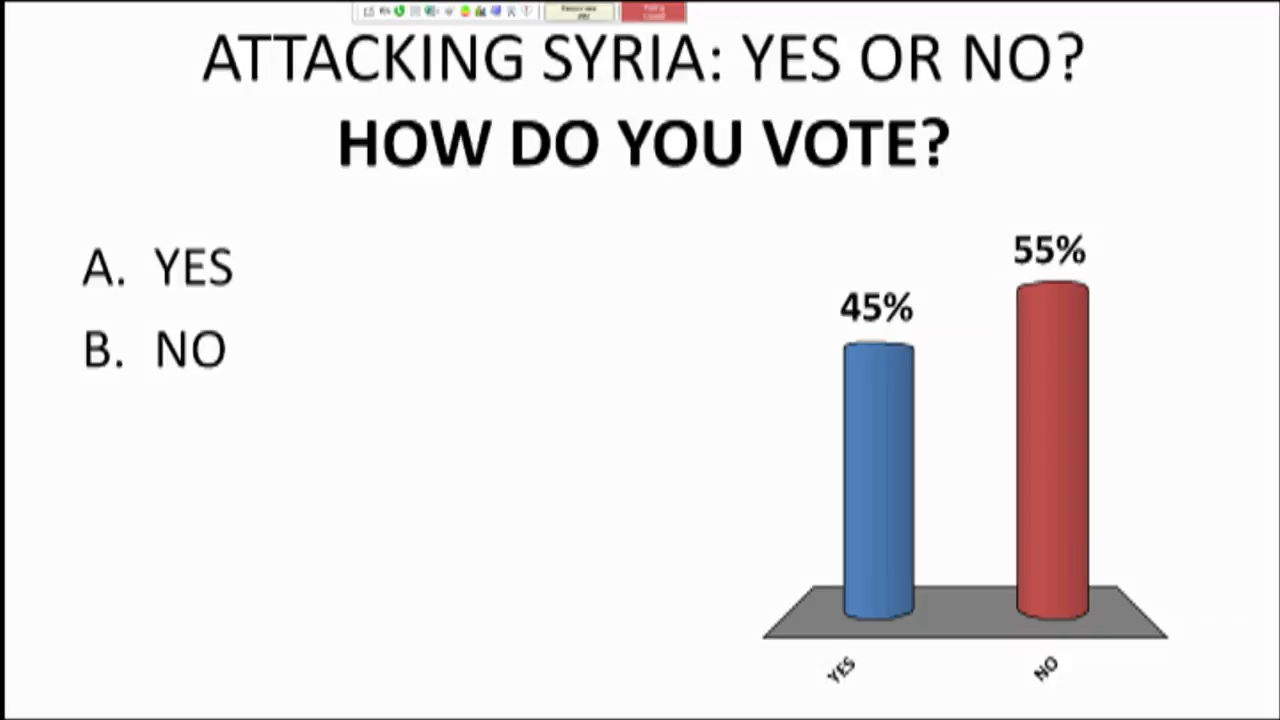 ATTACKING SYRIA: YES OR NO?
HOW DO YOU VOTE?
A. YES
B. NO
45%
55%
YES
NO